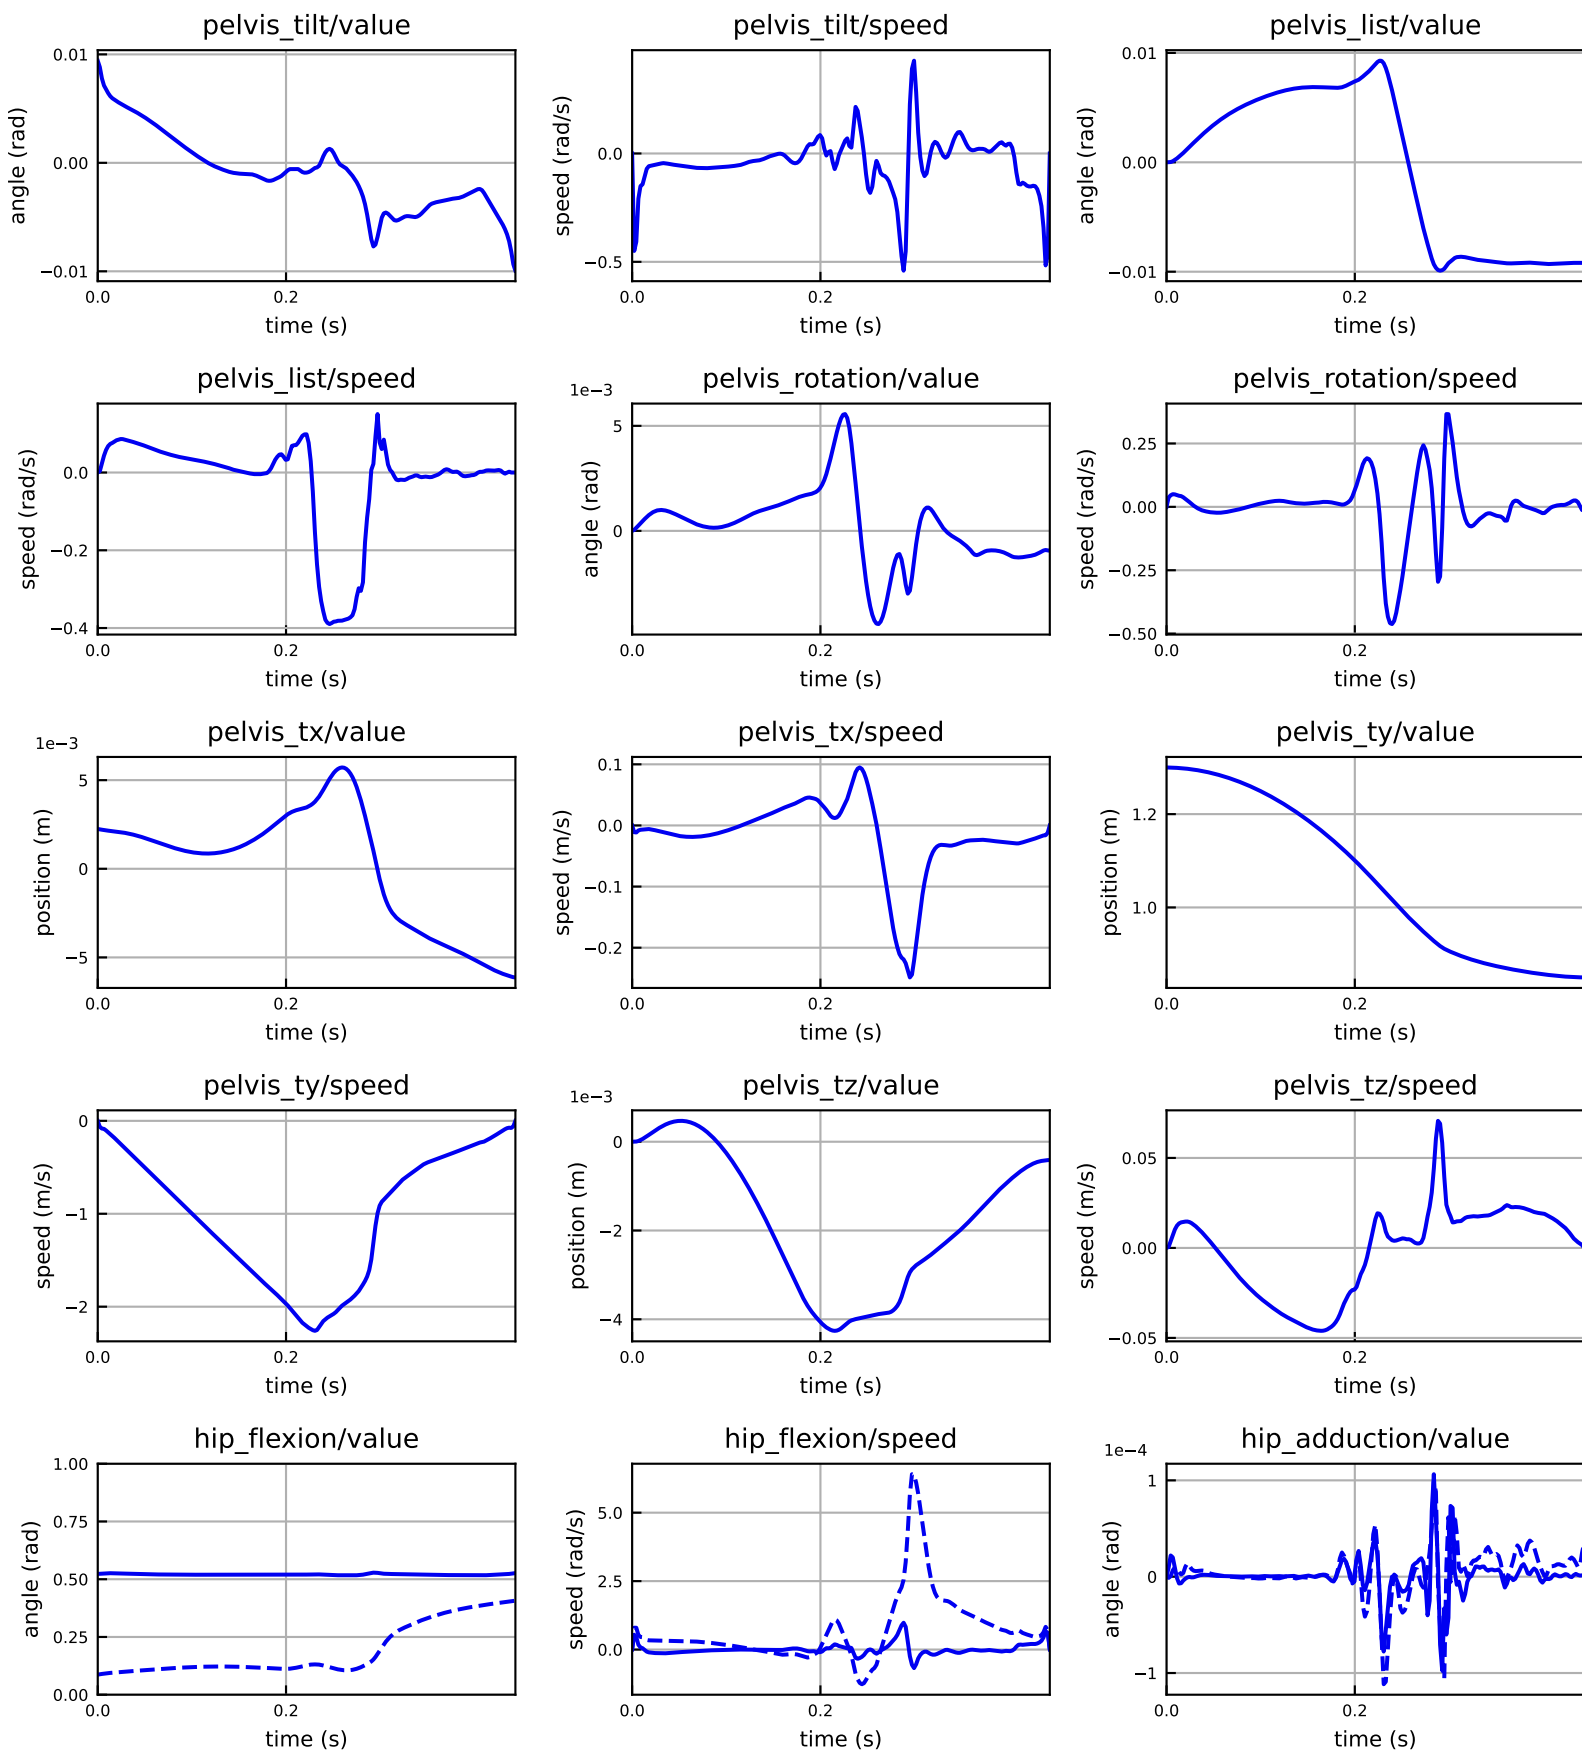 pelvis_tilt/value
angle (rad)
0.01
0.00
−0.01
0.0
0.2
time (s)
pelvis_tilt/speed
speed (rad/s)
0.0
−0.5
0.0
0.2
time (s)
pelvis_list/value
angle (rad)
0.01
0.00
−0.01
0.0
0.2
time (s)
pelvis_list/speed
speed (rad/s)
0.0
−0.2
−0.4
0.0
0.2
time (s)
pelvis_rotation/value
1e−3
angle (rad)
5
0
0.0
0.2
time (s)
pelvis_rotation/speed
speed (rad/s)
0.25
0.00
−0.25
−0.50
0.0
0.2
time (s)
pelvis_tx/value
1e−3
position (m)
5
0
−5
0.0
0.2
time (s)
pelvis_tx/speed
speed (m/s)
0.1
0.0
−0.1
−0.2
0.0
0.2
time (s)
pelvis_ty/value
position (m)
1.2
1.0
0.0
0.2
time (s)
pelvis_ty/speed
speed (m/s)
0
−1
−2
0.0
0.2
time (s)
pelvis_tz/value
1e−3
position (m)
0
−2
−4
0.0
0.2
time (s)
pelvis_tz/speed
speed (m/s)
0.05
0.00
−0.05
0.0
0.2
time (s)
hip_flexion/value
angle (rad)
1.00
0.75
0.50
0.25
0.00
0.0
0.2
time (s)
hip_flexion/speed
speed (rad/s)
5.0
2.5
0.0
0.0
0.2
time (s)
hip_adduction/value
1e−4
angle (rad)
1
0
−1
0.0
0.2
time (s)